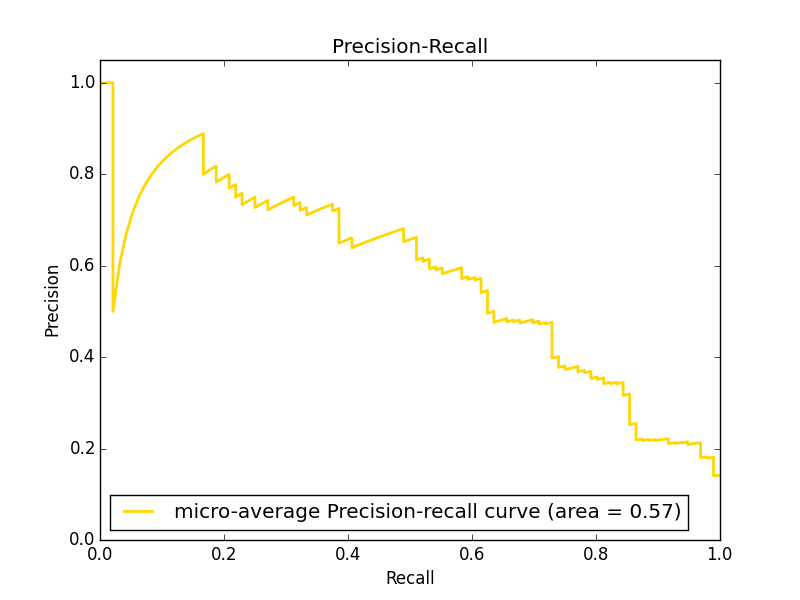 Precision-Recall
1.0
0.8
0.6
0.4
0.2
0.0
Precision
0.0 0.2 0.4 0.6 0.8 1.0
Recall
micro-average Precision-recall curve (area = 0.57)